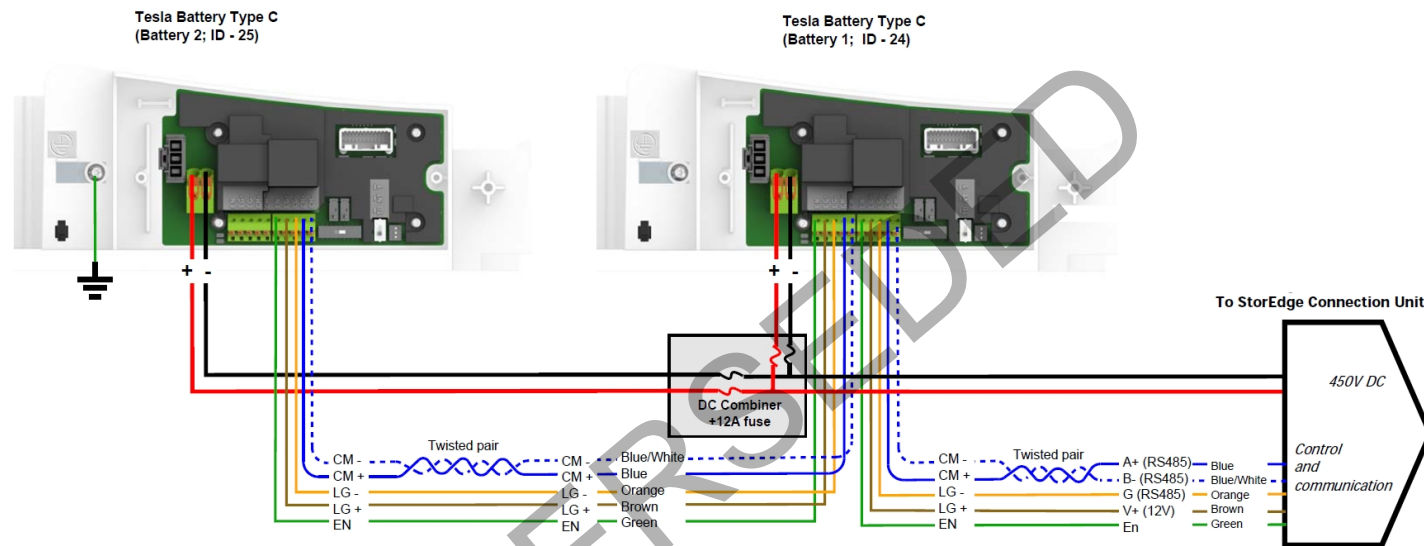 Tesla Battery Type C
(Battery 2; ID - 25)
Tesla Battery Type C
(Battery 1; ID - 24)
+ -
+ -
To StorEdge Connection Unit
450V DC
DC Combiner
+12A fuse
Control
and
communication
CM -
CM +
LG -
LG +
EN
Twisted pair
CM -
CM +
LG -
LG +
EN
Blue/White
Blue
Orange
Brown
Green
CM -
CM +
LG -
LG +
EN
Twisted pair
A+ (RS485)
B- (RS485)
G (RS485)
V+ (12V)
En
Blue
Blue/White
Orange
Brown
Green
ERSEDED